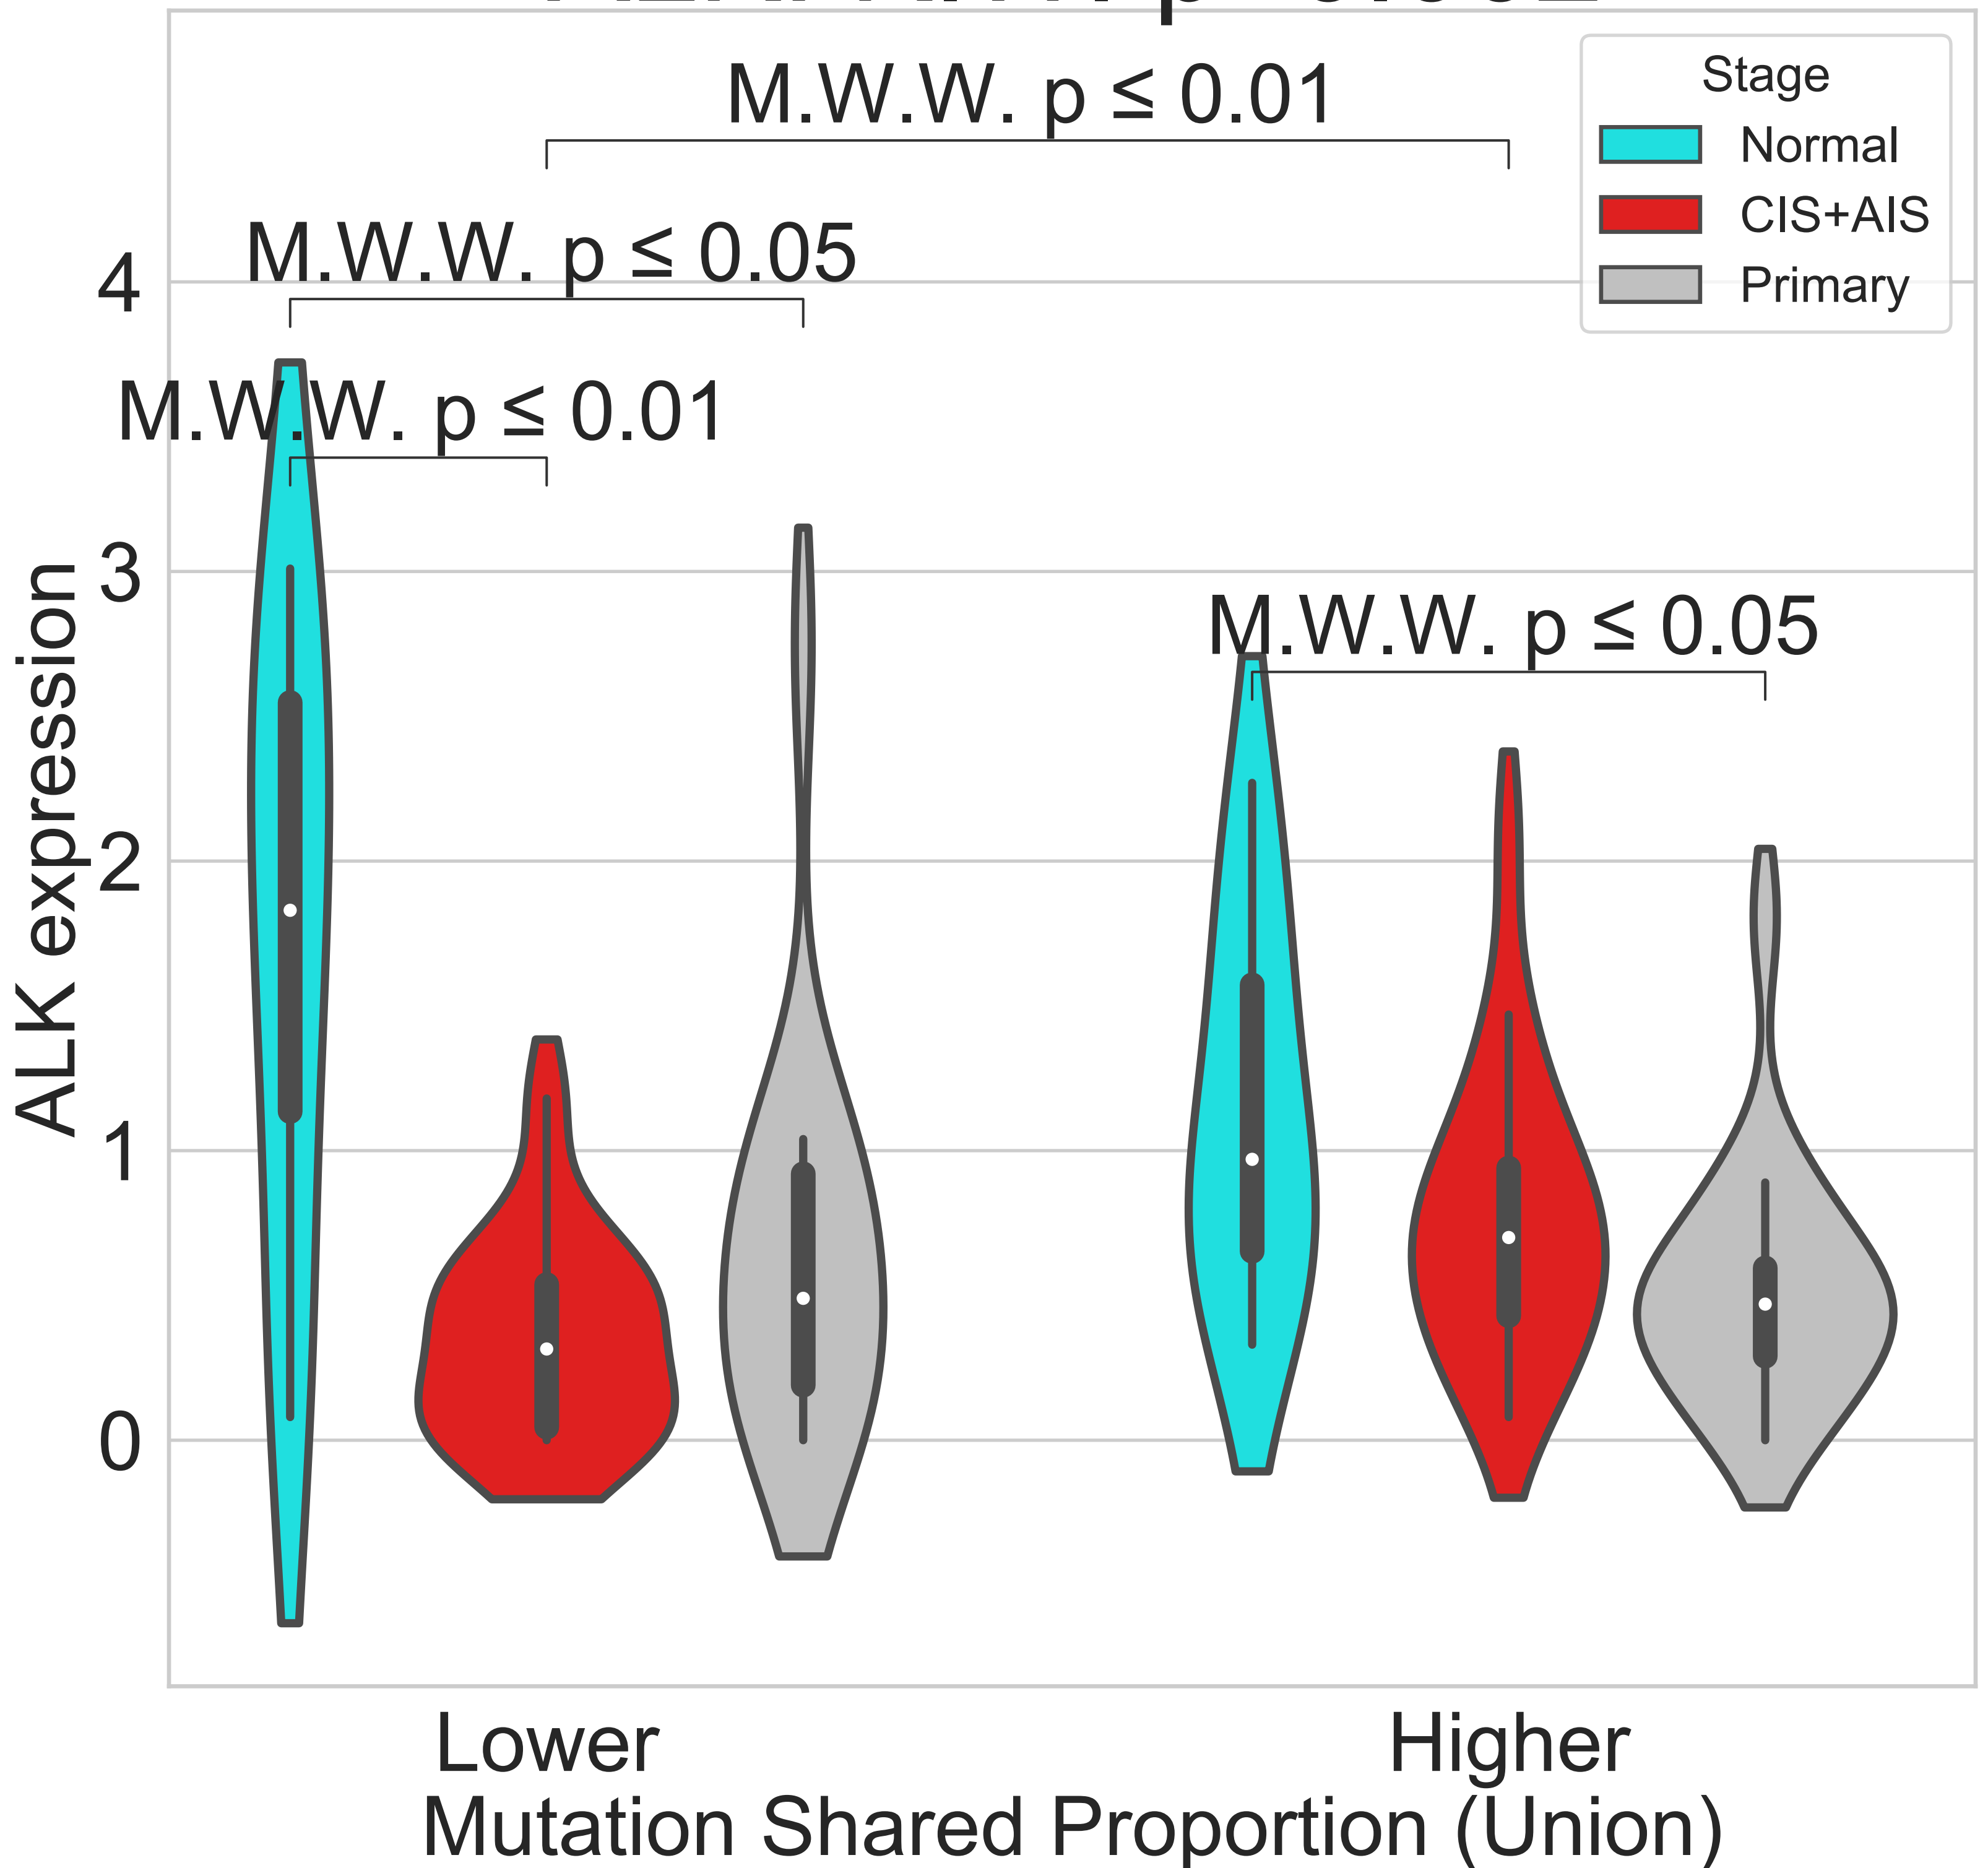 M.W.W. p ≤ 0.01
Stage
Normal
CIS+AIS
Primary
M.W.W. p ≤ 0.05
M.W.W. p ≤ 0.01
M.W.W. p ≤ 0.05
4
3
2
1
0
ALK expression
Lower
Higher
Mutation Shared Proportion (Union)